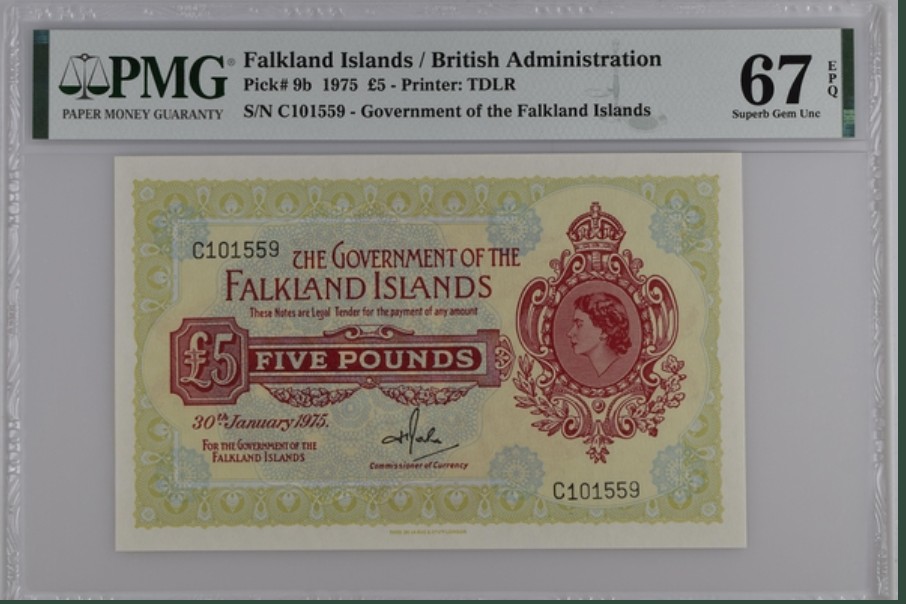 PMG®
PAPER MONEY GUARANTY
Falkland Islands / British Administration
Pick# 9b 1975 £5 - Printer: TDLR
S/N C101559 - Government of the Falkland Islands
67
EPQ
Superb Gem Unc
C101559
THE GOVERNMENT OF THE
FALKLAND ISLANDS
These Notes are Legal Tender for the payment of any amount
£5 FIVE POUNDS
30th January 1975.
FOR THE GOVERNMENT OF THE
FALKLAND ISLANDS
Commissioner of Currency
C101559